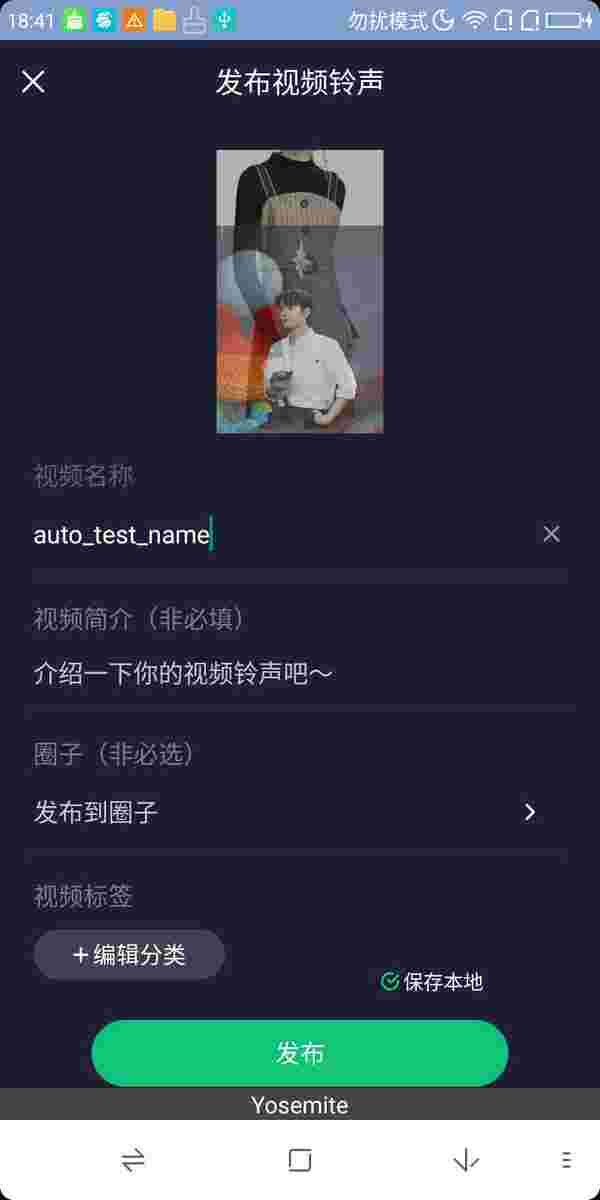 18:41 勿扰模式
发布视频铃声
视频名称
auto_test_name
视频简介（非必填）
介绍一下你的视频铃声吧～
圈子（非必选）
发布到圈子
视频标签
+编辑分类
保存本地
发布
Yosemite